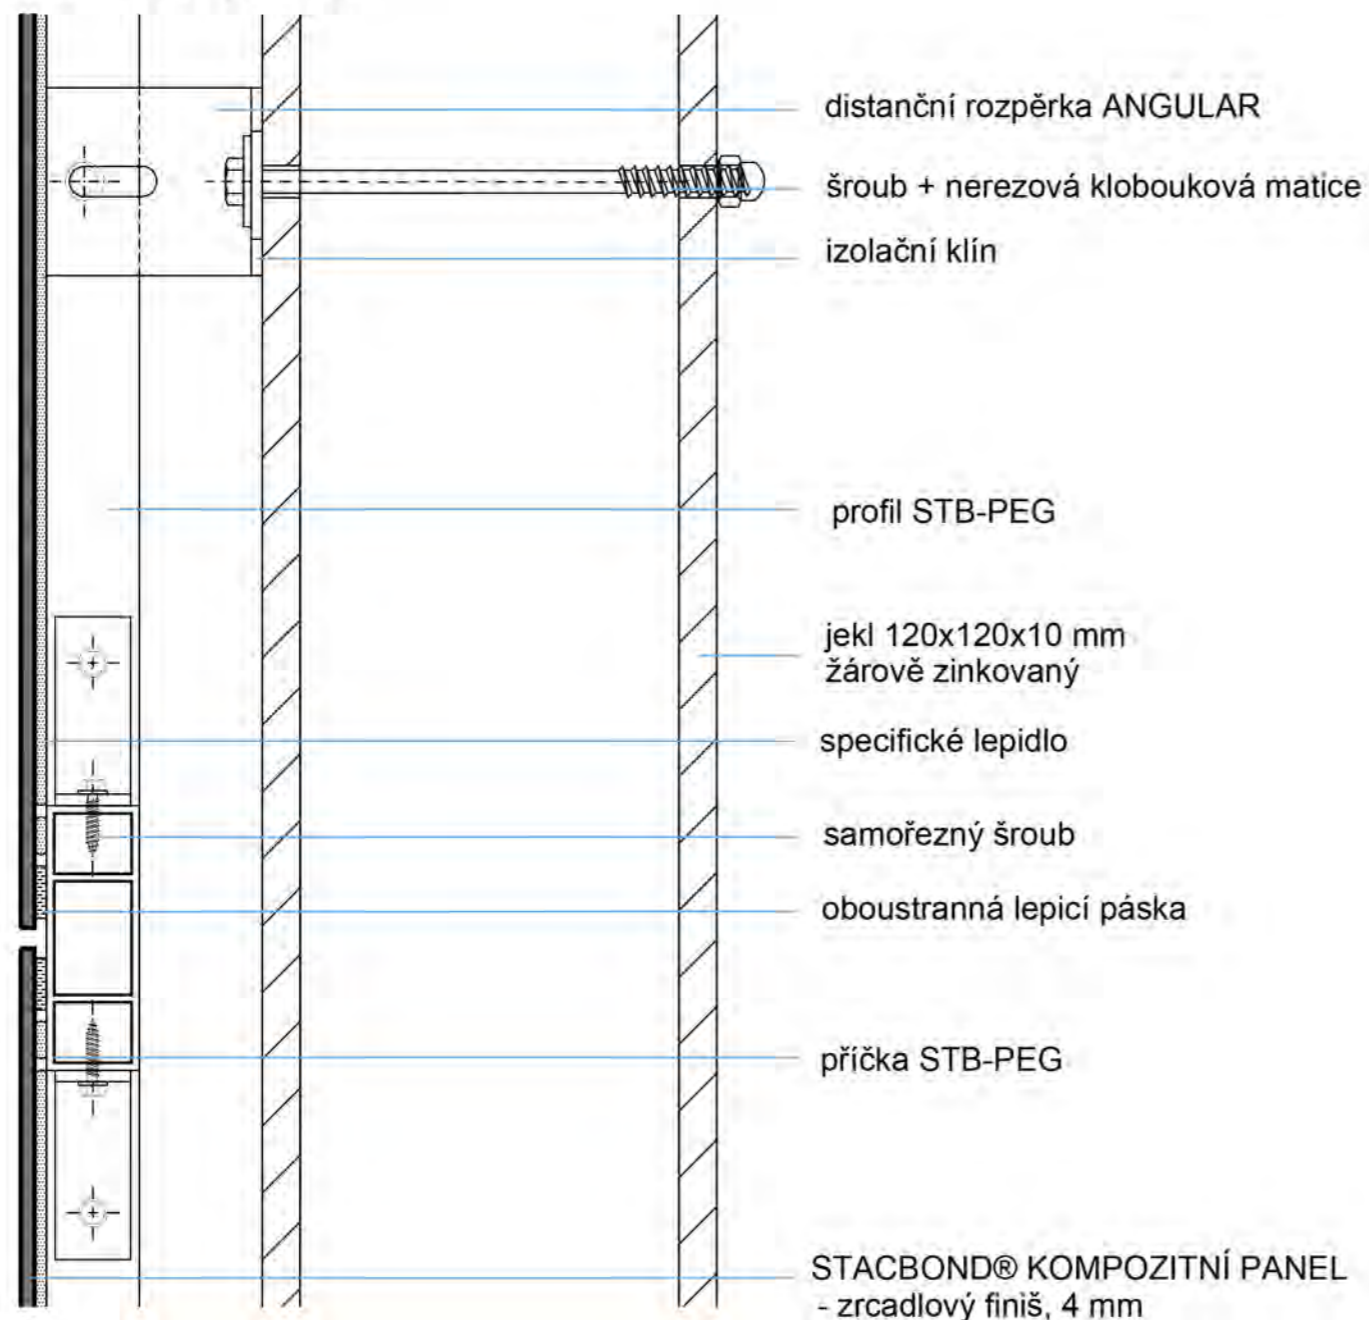 distanční rozpěrka ANGULAR
šroub + nerezová klobouková matice
izolační klín
profil STB-PEG
jekl 120x120x10 mm
žárově zinkovaný
specifické lepidlo
samořezný šroub
oboustranná lepicí páska
příčka STB-PEG
STACBOND® KOMPOZITNÍ PANEL
- zrcadlový finiš, 4 mm